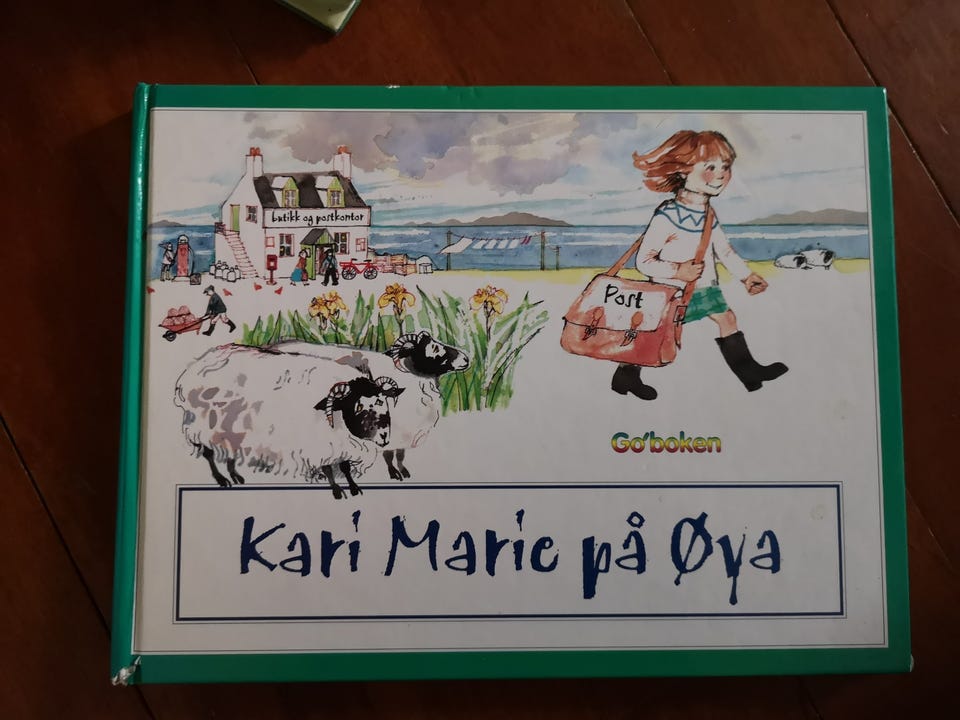 butikk og postkontor
Post
Go'boken
Kari Marie på Øya